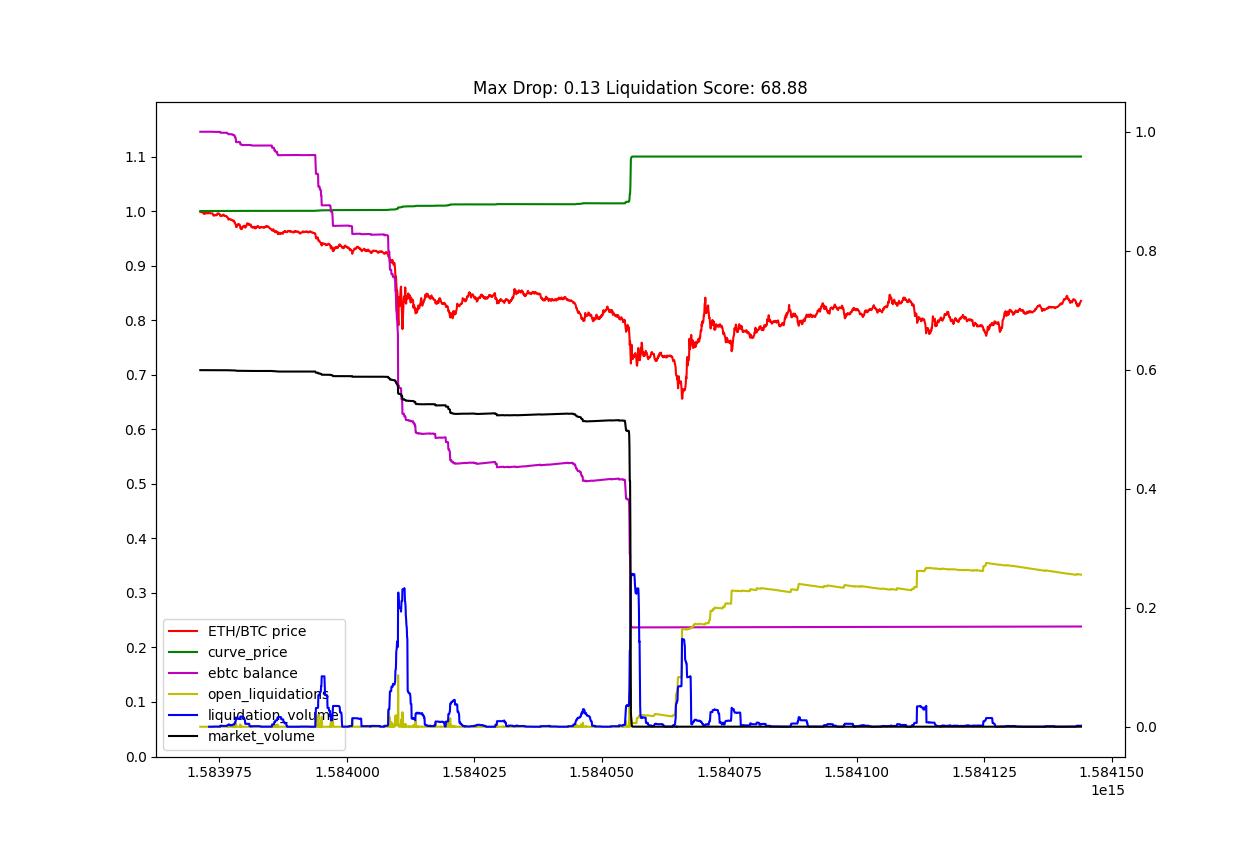 Max Drop: 0.13 Liquidation Score: 68.88
1.1
1.0
0.9
0.8
0.7
0.6
0.5
0.4
0.3
0.2
0.1
0.0
1.0
0.8
0.6
0.4
0.2
0.0
ETH/BTC price
curve_price
ebtc balance
open_liquidations
liquidation_volume
market_volume
1.583975 1.584000 1.584025 1.584050 1.584075 1.584100 1.584125 1.584150
1e15